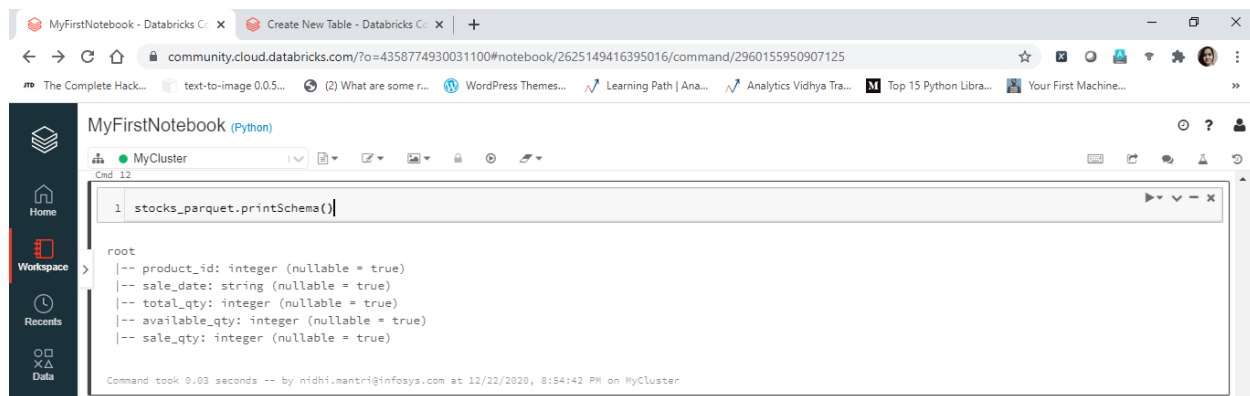 MyFirstNotebook - Databricks Cc
Create New Table - Databricks Cc
community.cloud.databricks.com/?o=4358774930031100#notebook/2625149416395016/command/2960155950907125
The Complete Hack... text-to-image 0.0.5... (2) What are some r... WordPress Themes... Learning Path | Ana... Analytics Vidhya Tra... M Top 15 Python Libra... Your First Machine... »
MyFirstNotebook (Python)
MyCluster
Cmd 12
1 stocks_parquet.printSchema()
Home
Workspace
Recents
Data
root
|-- product_id: integer (nullable = true)
|-- sale_date: string (nullable = true)
|-- total_qty: integer (nullable = true)
|-- available_qty: integer (nullable = true)
|-- sale_qty: integer (nullable = true)
Command took 0.03 seconds -- by nidhi.mantri@infosys.com at 12/22/2020, 8:54:42 PM on MyCluster